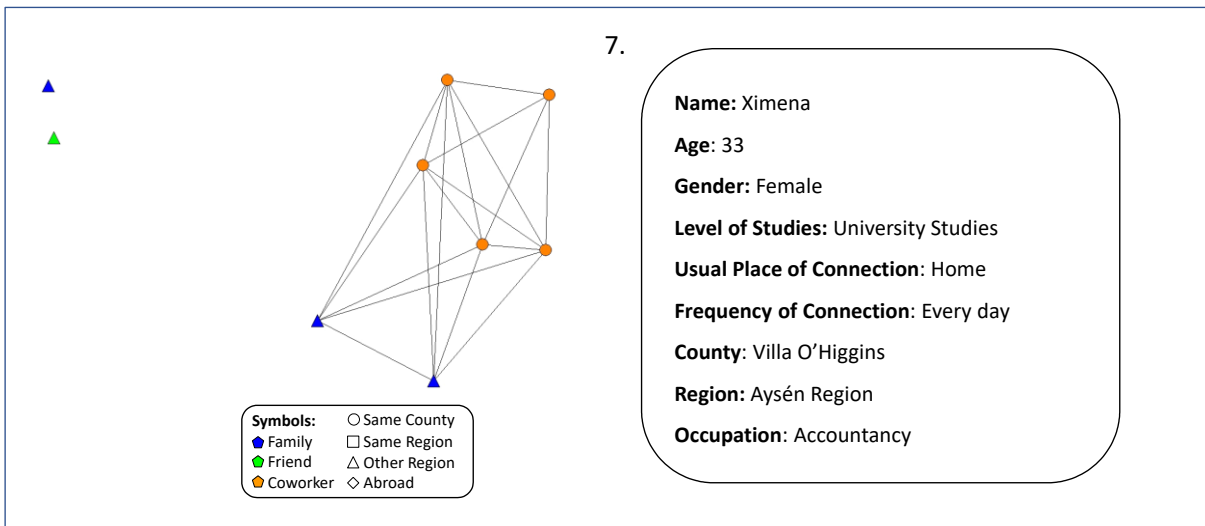 7.
Name: Ximena
Age: 33
Gender: Female
Level of Studies: University Studies
Usual Place of Connection: Home
Frequency of Connection: Every day
County: Villa O’Higgins
Region: Aysén Region
Occupation: Accountancy
Symbols:
Family
Friend
Coworker
Same County
Same Region
Other Region
Abroad